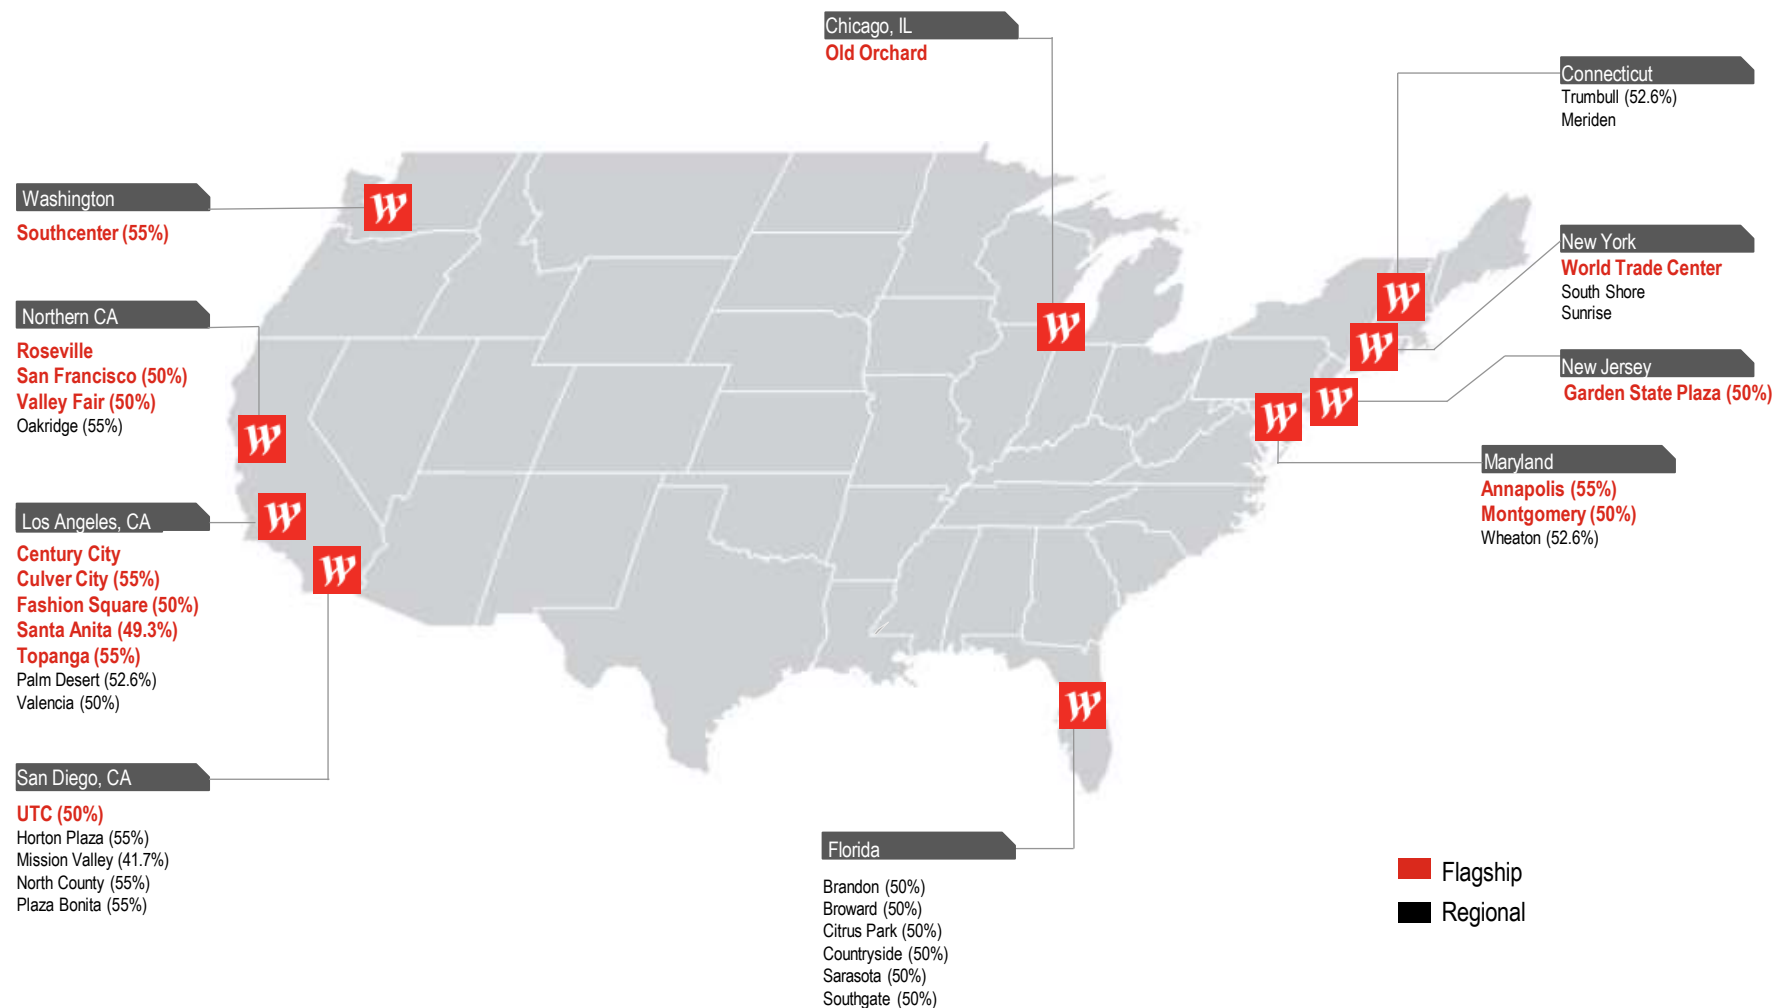 Chicago, IL
Old Orchard
Connecticut
Trumbull (52.6%)
Meriden
Washington
Southcenter (55%)
New York
World Trade Center
South Shore
Sunrise
Northern CA
Roseville
San Francisco (50%)
Valley Fair (50%)
Oakridge (55%)
New Jersey
Garden State Plaza (50%)
Maryland
Annapolis (55%)
Montgomery (50%)
Wheaton (52.6%)
Los Angeles, CA
Century City
Culver City (55%)
Fashion Square (50%)
Santa Anita (49.3%)
Topanga (55%)
Palm Desert (52.6%)
Valencia (50%)
San Diego, CA
UTC (50%)
Horton Plaza (55%)
Mission Valley (41.7%)
North County (55%)
Plaza Bonita (55%)
Florida
Brandon (50%)
Broward (50%)
Citrus Park (50%)
Countryside (50%)
Sarasota (50%)
Southgate (50%)
Flagship
Regional